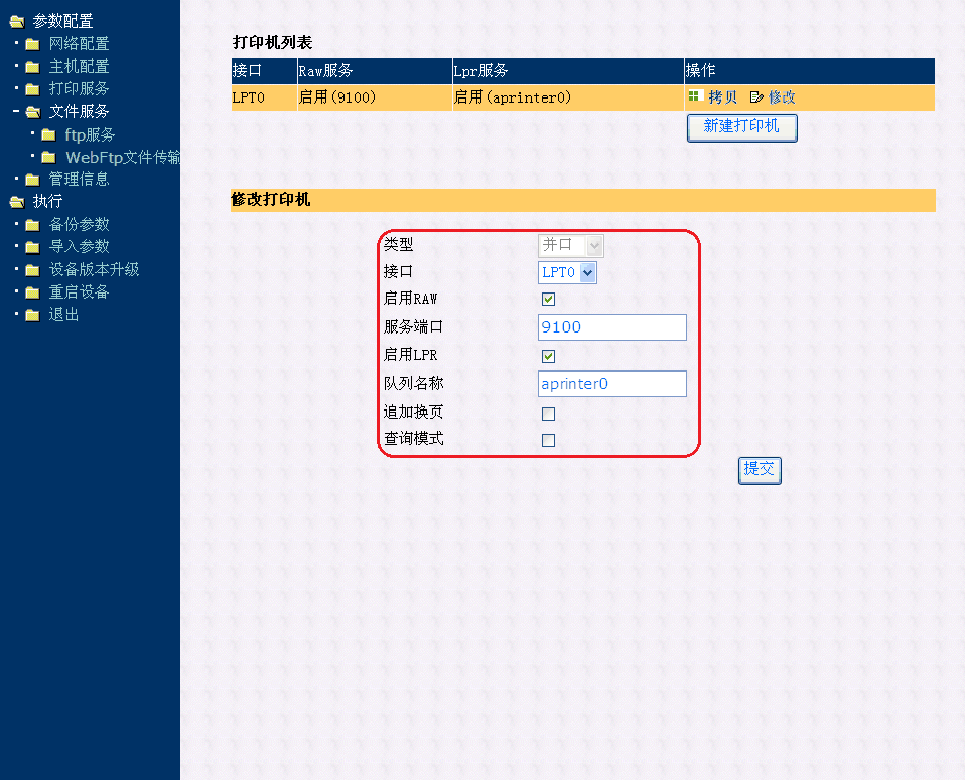 参数配置
网络配置
主机配置
打印服务
文件服务
ftp服务
WebFtp文件传输
管理信息
执行
备份参数
导入参数
设备版本升级
重启设备
退出
打印机列表
接口 Raw服务 Lpr服务 操作
LPT0 启用(9100) 启用(aprinter0) 拷贝 修改
新建打印机
修改打印机
类型 并口
接口 LPT0
启用RAW
服务端口 9100
启用LPR
队列名称 aprinter0
追加换页
查询模式
提交